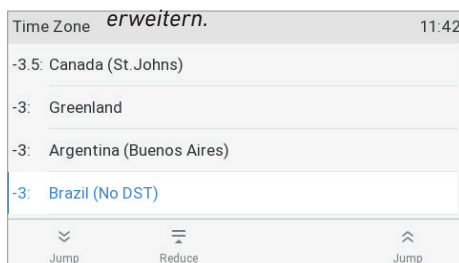 erweitern.
Time Zone 11:42
-3.5: Canada (St.Johns)
-3: Greenland
-3: Argentina (Buenos Aires)
-3: Brazil (No DST)
Jump Reduce Jump